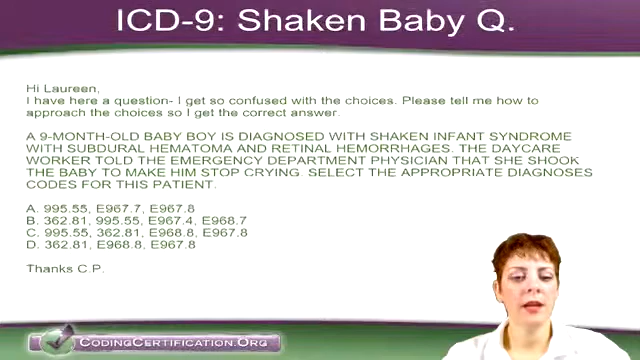 ICD-9: Shaken Baby Q.
Hi Laureen,
I have here a question- I get so confused with the choices. Please tell me how to
approach the choices so I get the correct answer.
A 9-MONTH-OLD BABY BOY IS DIAGNOSED WITH SHAKEN INFANT SYNDROME
WITH SUBDURAL HEMATOMA AND RETINAL HEMORRHAGES. THE DAYCARE
WORKER TOLD THE EMERGENCY DEPARTMENT PHYSICIAN THAT SHE SHOOK
THE BABY TO MAKE HIM STOP CRYING. SELECT THE APPROPRIATE DIAGNOSES
CODES FOR THIS PATIENT.
A. 995.55, E967.7, E967.8
B. 362.81, 995.55, E967.4, E968.7
C. 995.55, 362.81, E968.8, E967.8
D. 362.81, E968.8, E967.8
Thanks C.P.
CODINGCERTIFICATION.ORG